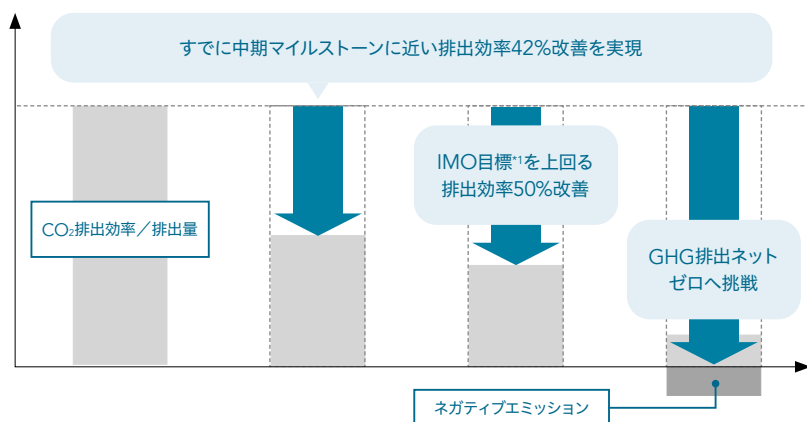 すでに中期マイルストーンに近い排出効率42%改善を実現
IMO目標*1を上回る
排出効率50%改善
CO₂排出効率／排出量
GHG排出ネット
ゼロへ挑戦
ネガティブエミッション